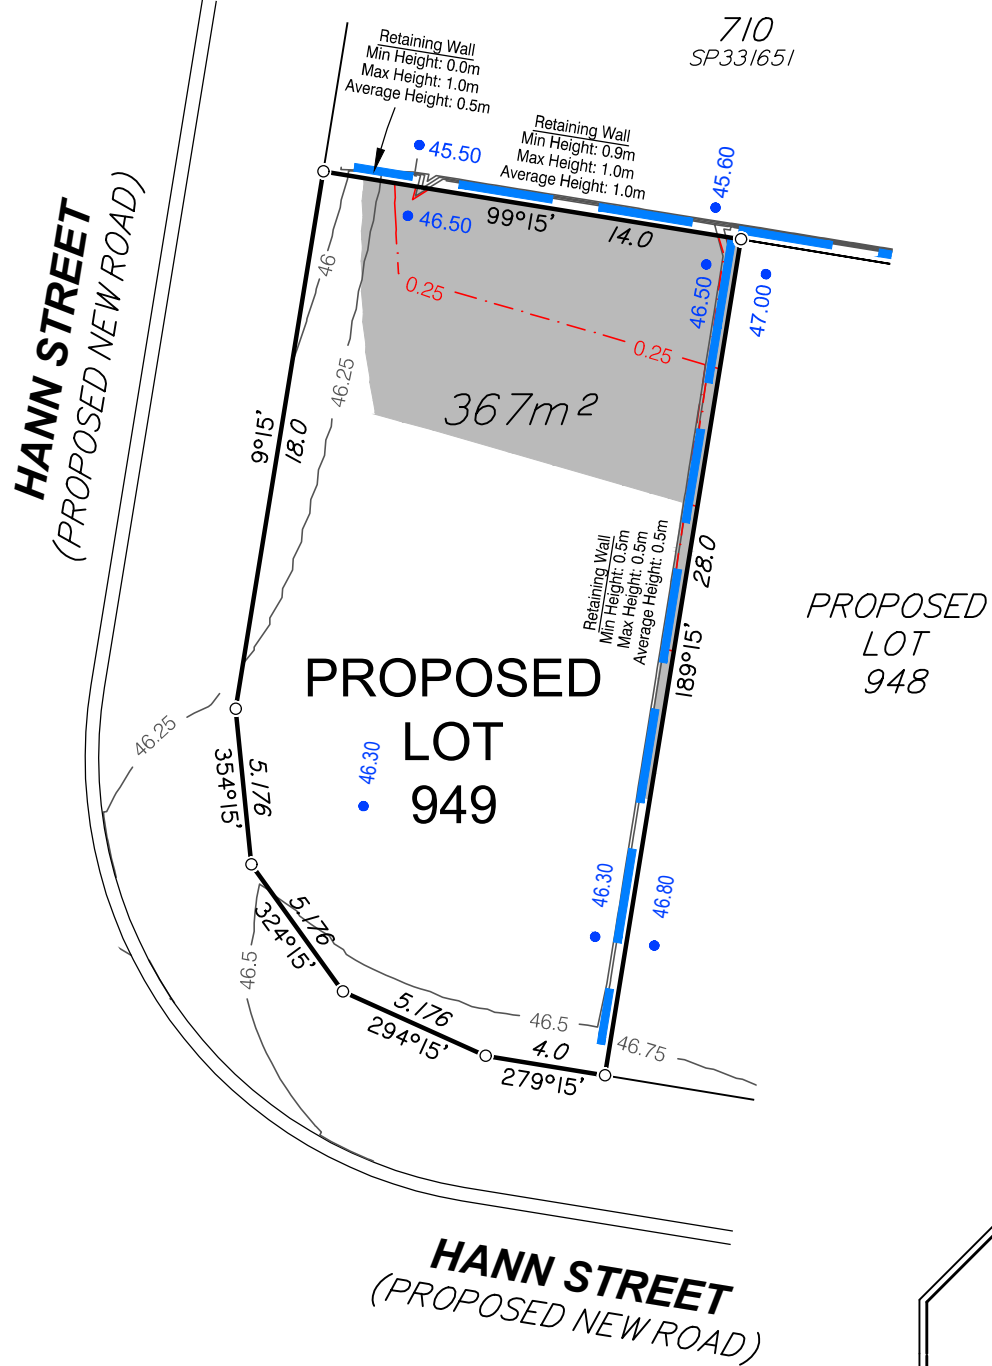 710
SP331651
Retaining Wall
Min Height: 0.0m
Max Height: 1.0m
Average Height: 0.5m
Retaining Wall
Min Height: 0.9m
Max Height: 1.0m
Average Height: 1.0m
45.50
45.60
46.50
99°15'
14.0
46.50
47.00
HANN STREET
(PROPOSED NEW ROAD)
46
0.25
0.25
46.25
367m²
9°15'
18.0
Retaining Wall
Min Height: 0.5m
Max Height: 0.5m
Average Height: 0.5m
28.0
189°15'
PROPOSED
LOT
948
PROPOSED
LOT
949
46.25
46.30
354°15'
5.176
46.30
46.80
324°15'
5.176
46.5
5.176
294°15'
46.5
4.0
279°15'
46.75
HANN STREET
(PROPOSED NEW ROAD)